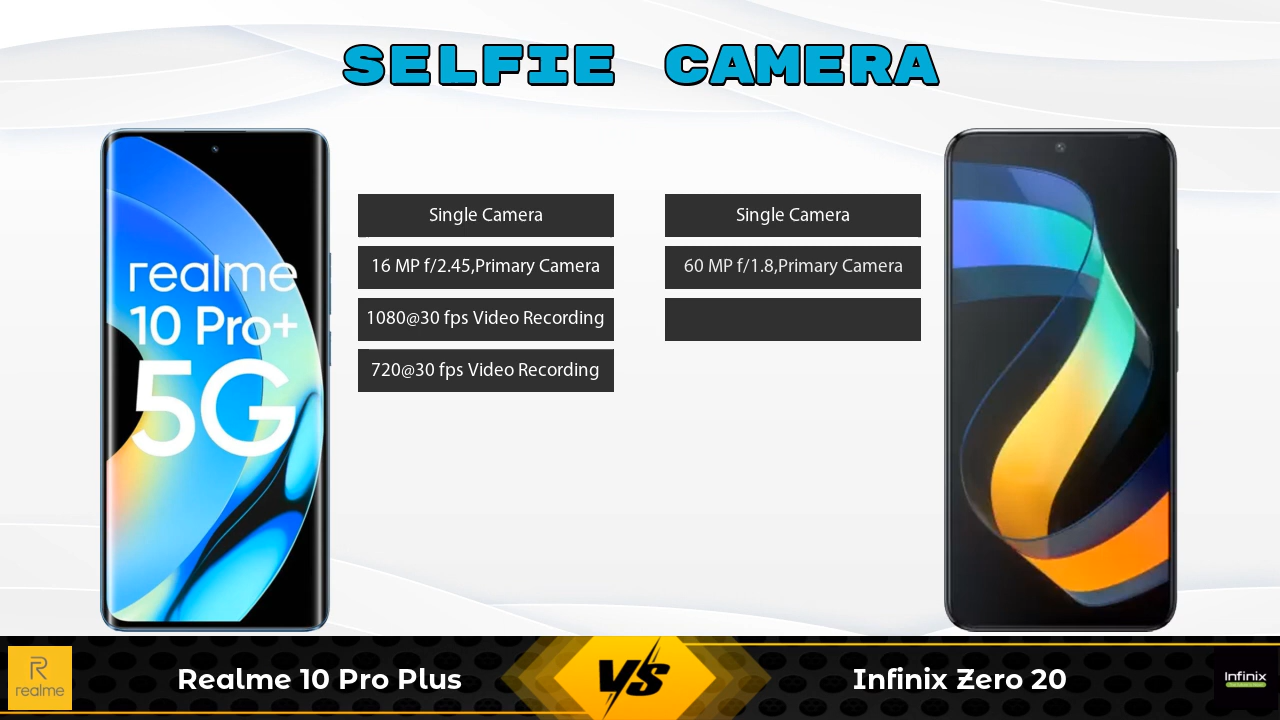 SELFIE CAMERA
realme
10 Pro+
5G
Single Camera
16 MP f/2.45,Primary Camera
1080@30 fps Video Recording
720@30 fps Video Recording
Single Camera
60 MP f/1.8,Primary Camera
realme
Realme 10 Pro Plus
VS
Infinix Zero 20
Infinix